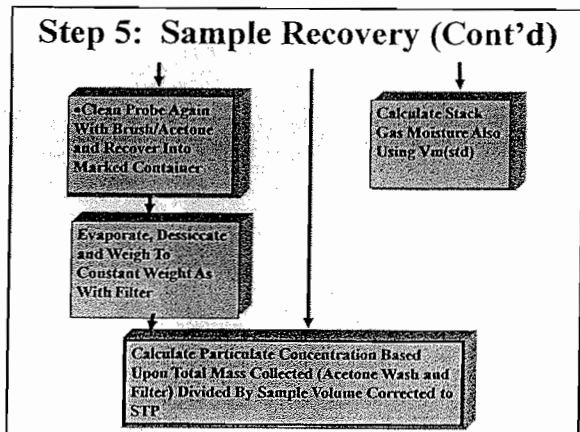 Step 5: Sample Recovery (Cont'd)
•Clean Probe Again
With Brush/Acetone
and Recover Into
Marked Container
Calculate Stack
Gas Moisture Also
Using Vm(std)
Evaporate, Dessiccate
and Weigh To
Constant Weight As
With Filter
Calculate Particulate Concentration Based
Upon Total Mass Collected (Acetone Wash and
Filter) Divided By Sample Volume Corrected to
STP